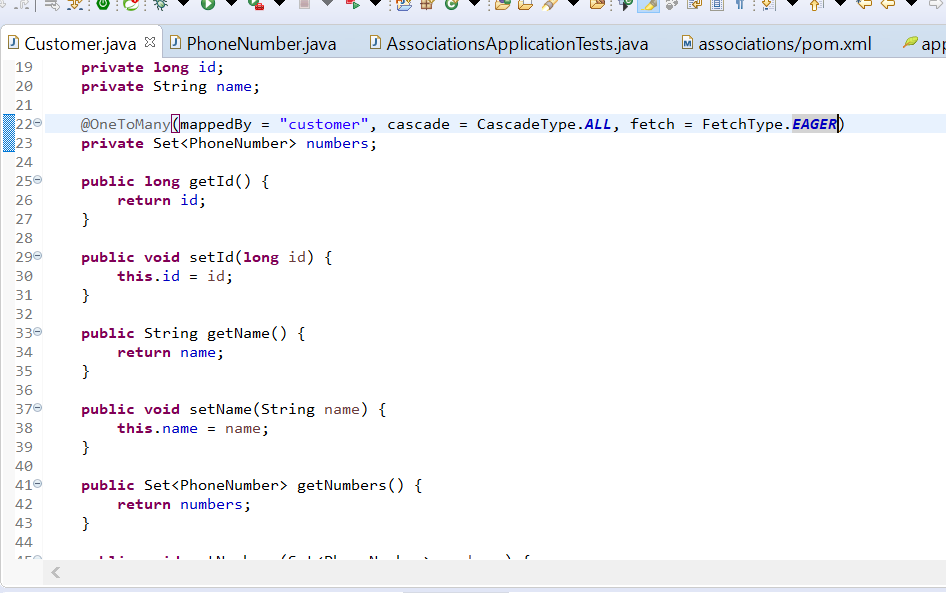 Customer.java PhoneNumber.java AssociationsApplicationTests.java associations/pom.xml app
19 private long id;
20 private String name;
21
22 @OneToMany(mappedBy = "customer", cascade = CascadeType.ALL, fetch = FetchType.EAGER)
23 private Set<PhoneNumber> numbers;
24
25 public long getId() {
26 return id;
27 }
28
29 public void setId(long id) {
30 this.id = id;
31 }
32
33 public String getName() {
34 return name;
35 }
36
37 public void setName(String name) {
38 this.name = name;
39 }
40
41 public Set<PhoneNumber> getNumbers() {
42 return numbers;
43 }
44